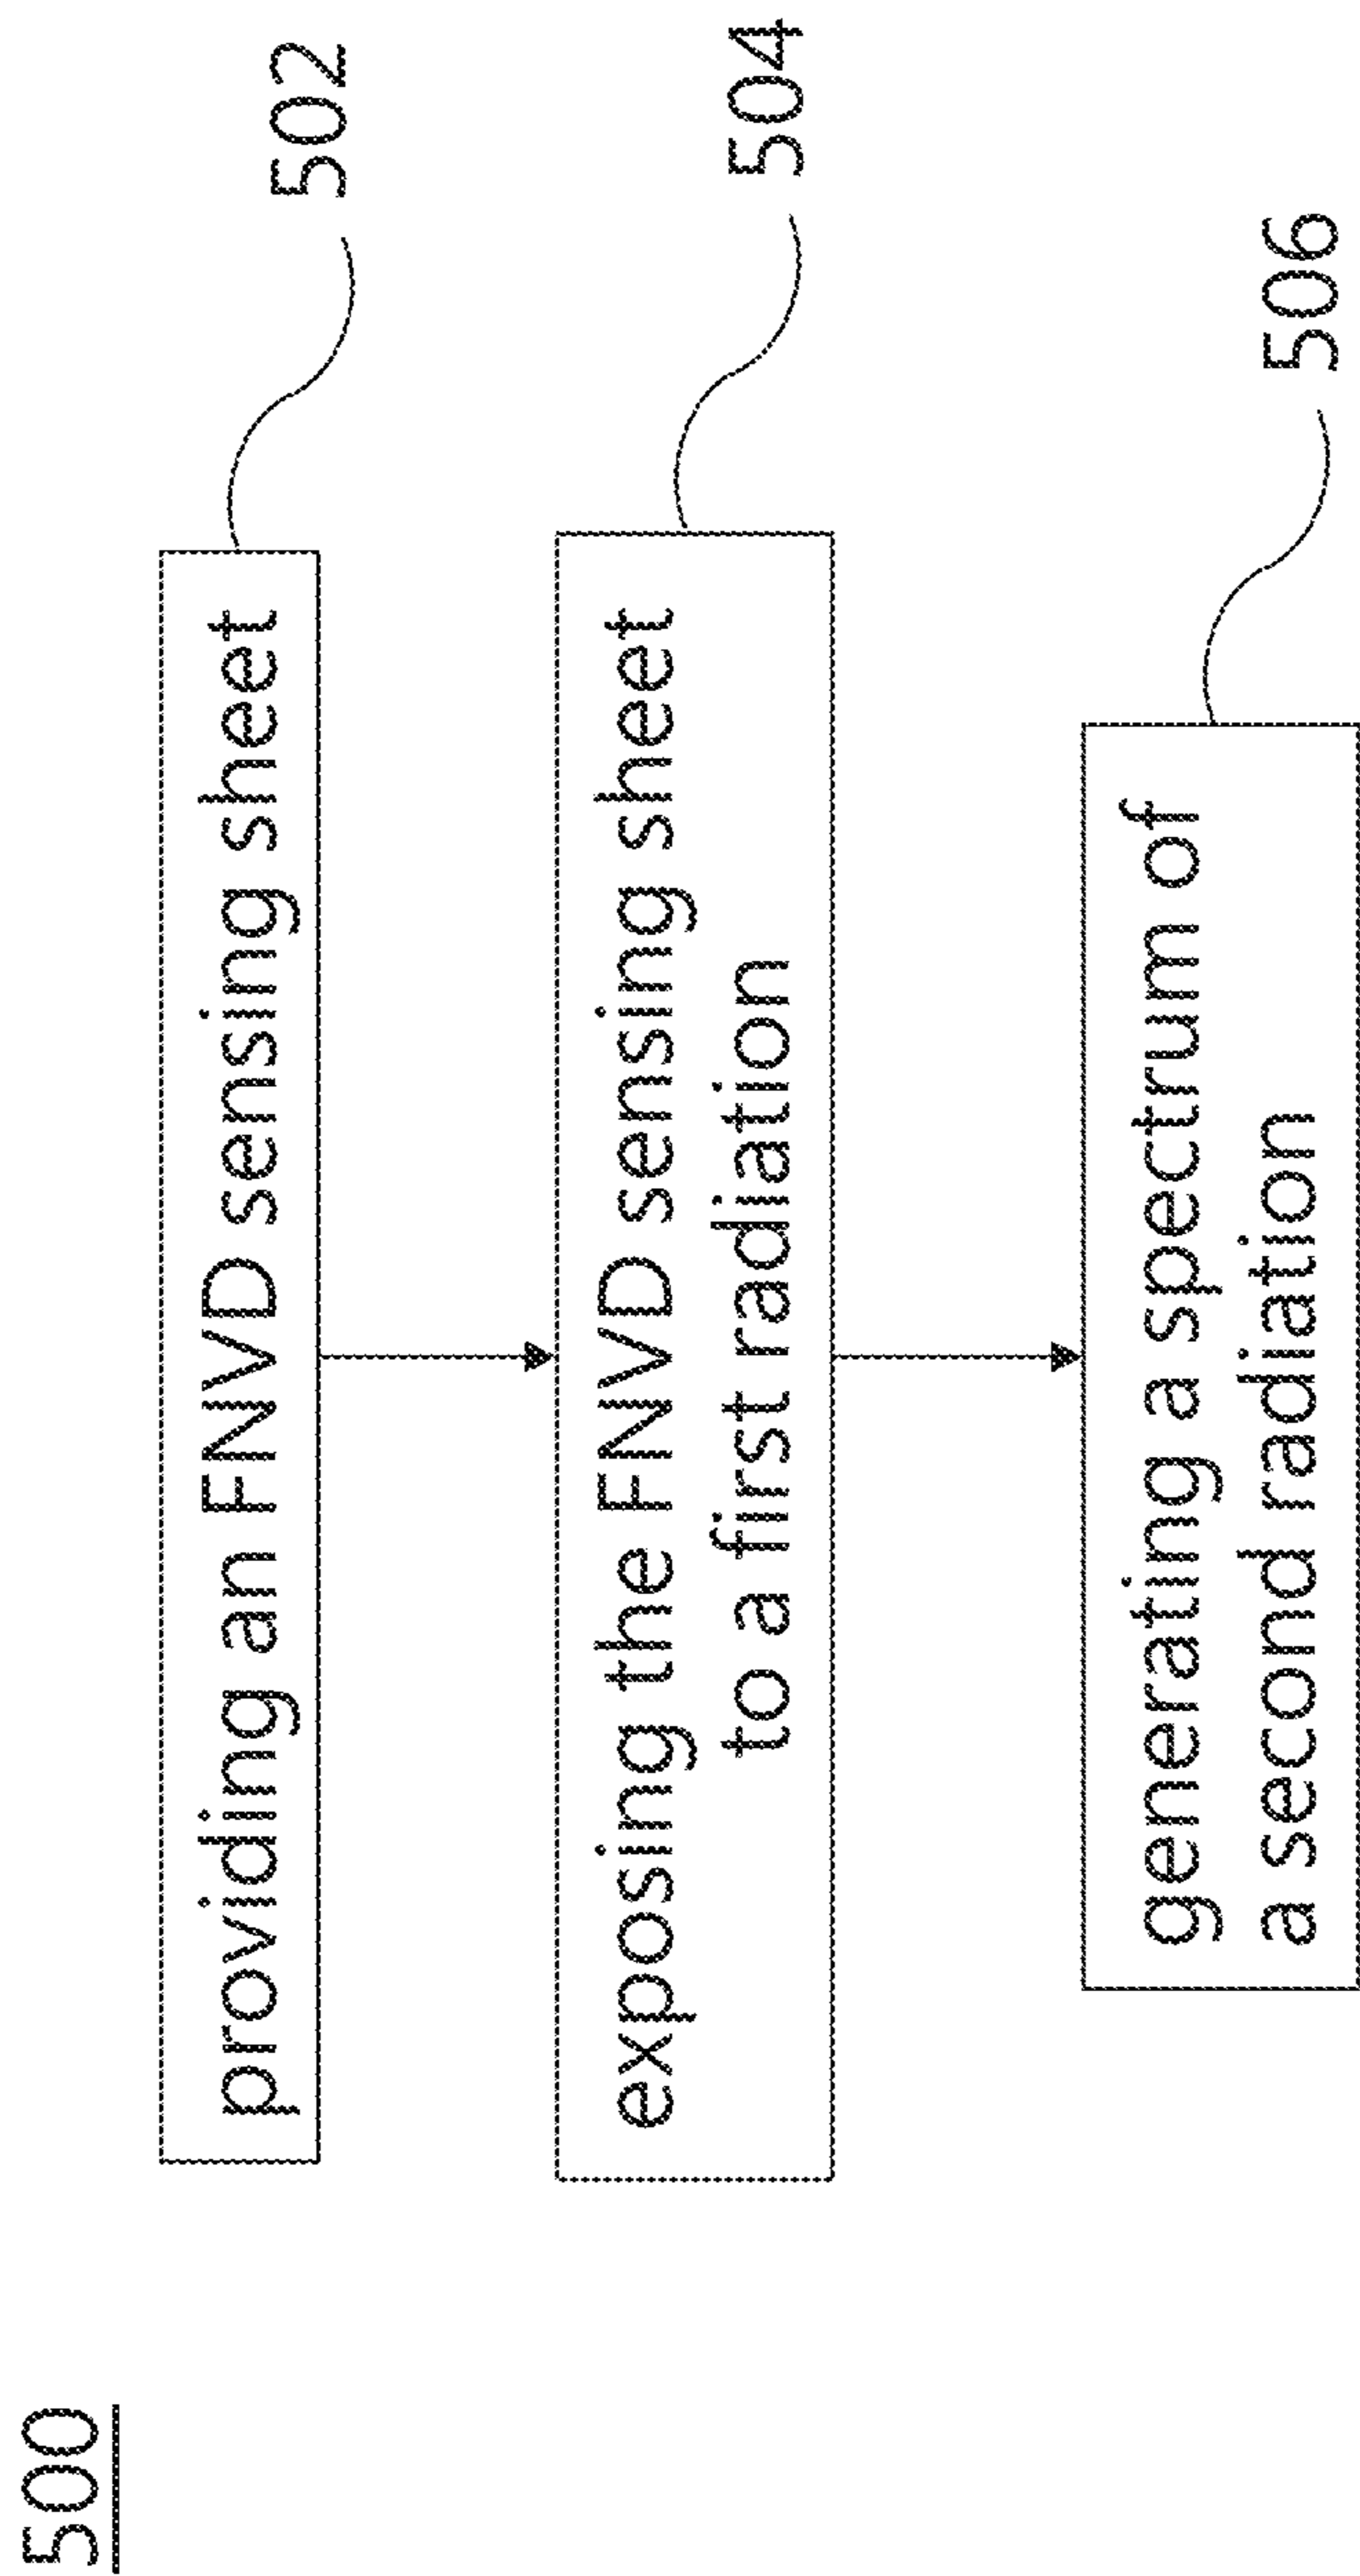 500
providing an FNVD sensing sheet
502
exposing the FNVD sensing sheet
to a first radiation
504
generating a spectrum of
a second radiation
506